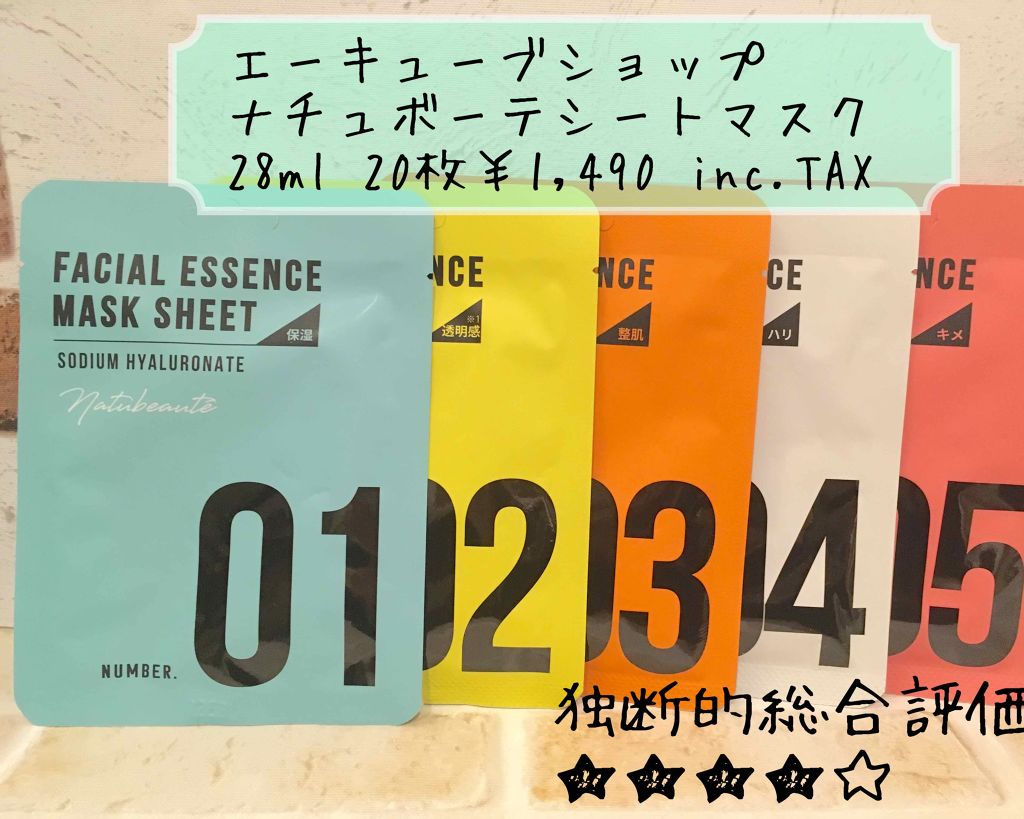 エーキューブショップ
ナチュボーテシートマスク
28ml 20枚¥1,490 inc.TAX
FACIAL ESSENCE
MASK SHEET
保湿
SODIUM HYALURONATE
Natubeauté
NUMBER.
01
NCE
※1
透明感
02
NCE
整肌
03
CE
ハリ
04
NCE
キメ
05
独断的総合評価
★★★★☆